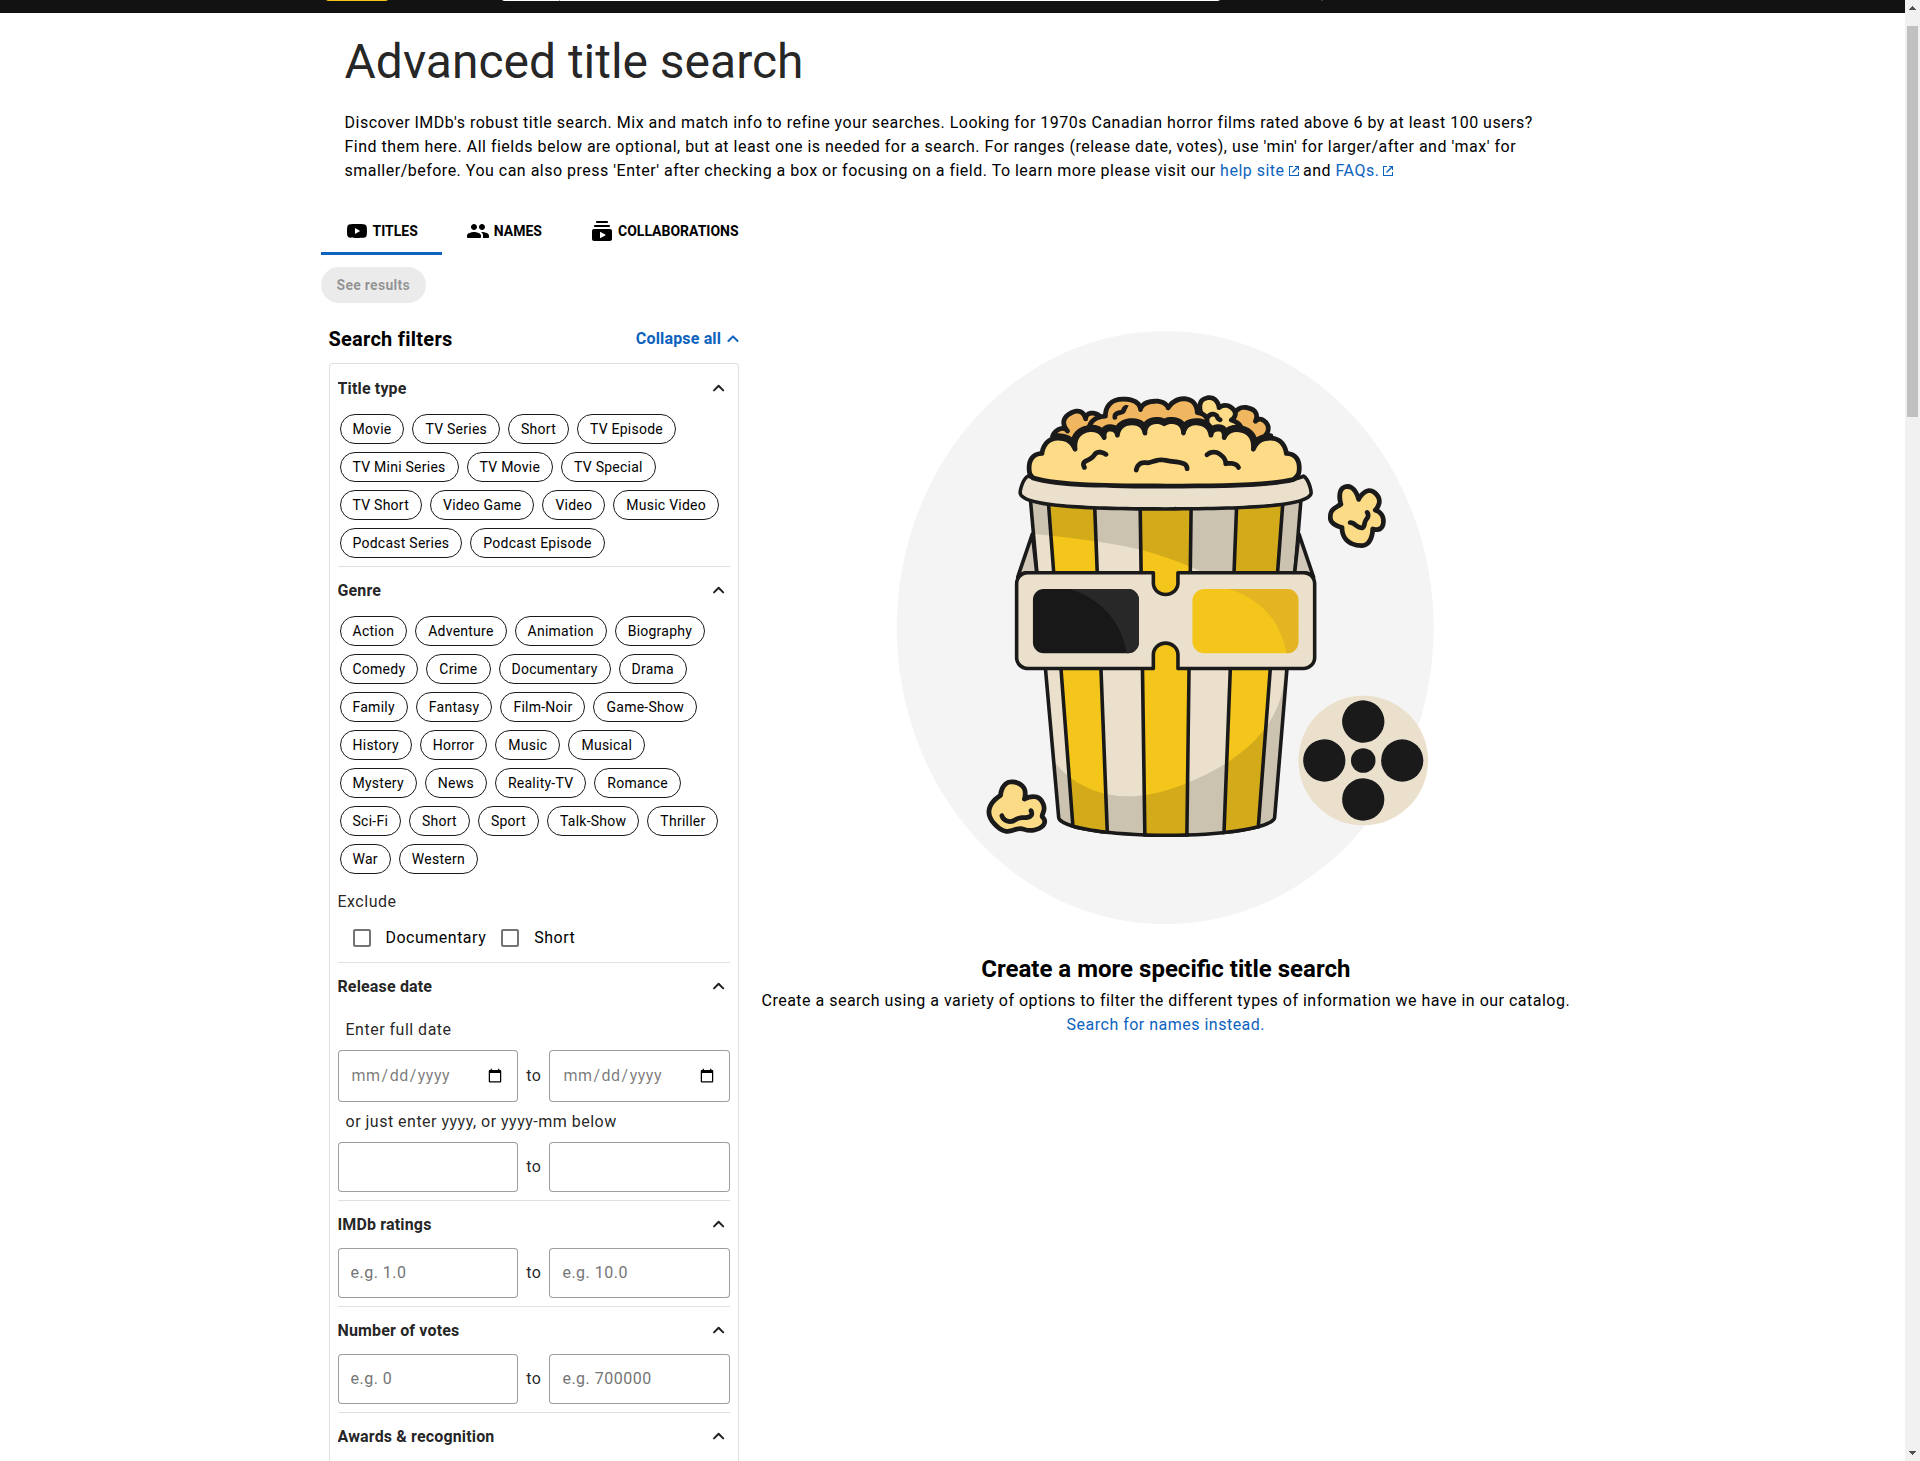 Advanced title search
Discover IMDb's robust title search. Mix and match info to refine your searches. Looking for 1970s Canadian horror films rated above 6 by at least 100 users?
Find them here. All fields below are optional, but at least one is needed for a search. For ranges (release date, votes), use 'min' for larger/after and 'max' for
smaller/before. You can also press 'Enter' after checking a box or focusing on a field. To learn more please visit our help site and FAQs.
TITLES NAMES COLLABORATIONS
See results
Search filters Collapse all
Title type
Movie TV Series Short TV Episode
TV Mini Series TV Movie TV Special
TV Short Video Game Video Music Video
Podcast Series Podcast Episode
Genre
Action Adventure Animation Biography
Comedy Crime Documentary Drama
Family Fantasy Film-Noir Game-Show
History Horror Music Musical
Mystery News Reality-TV Romance
Sci-Fi Short Sport Talk-Show Thriller
War Western
Exclude
Documentary Short
Release date
Enter full date
mm/dd/yyyy to mm/dd/yyyy
or just enter yyyy, or yyyy-mm below
to
IMDb ratings
e.g. 1.0 to e.g. 10.0
Number of votes
e.g. 0 to e.g. 700000
Awards & recognition
Create a more specific title search
Create a search using a variety of options to filter the different types of information we have in our catalog.
Search for names instead.